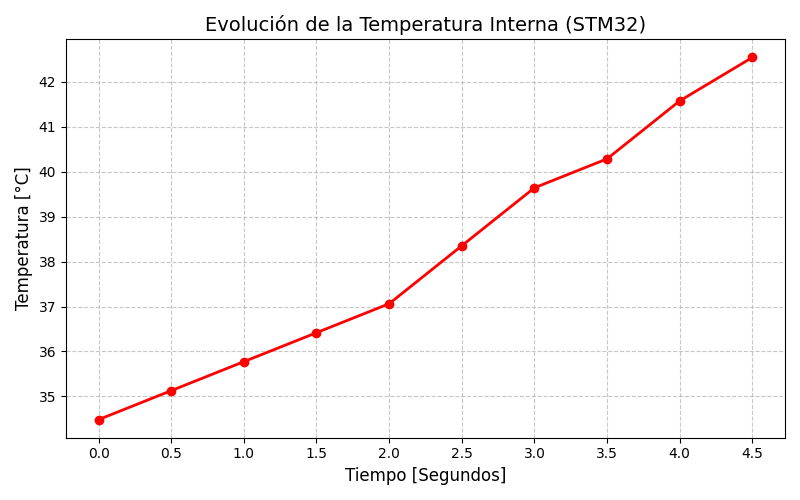 Evolución de la Temperatura Interna (STM32)
Temperatura [°C]
42
41
40
39
38
37
36
35
0.0 0.5 1.0 1.5 2.0 2.5 3.0 3.5 4.0 4.5
Tiempo [Segundos]